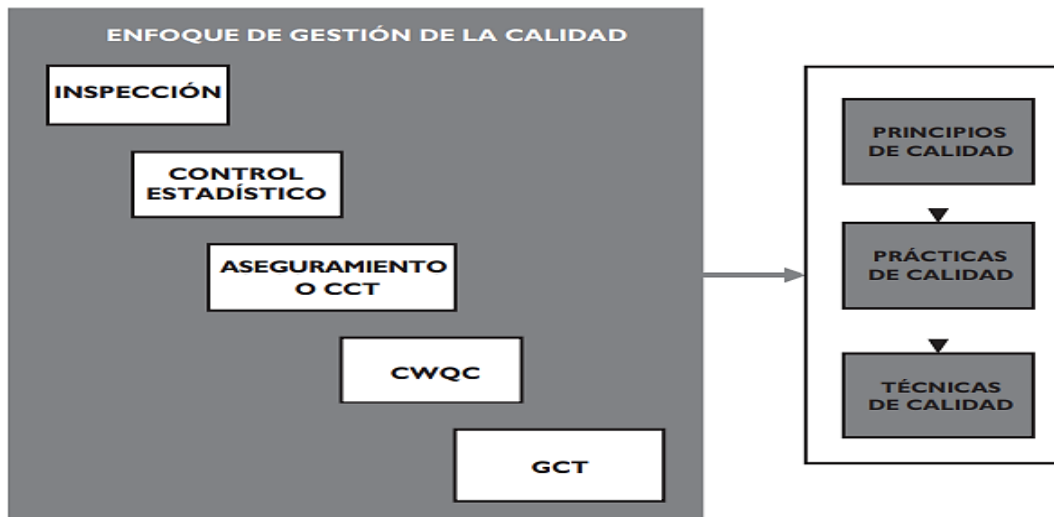 ENFOQUE DE GESTIÓN DE LA CALIDAD
INSPECCIÓN
CONTROL
ESTADÍSTICO
ASEGURAMIENTO
O CCT
CWQC
GCT
PRINCIPIOS
DE CALIDAD
PRÁCTICAS
DE CALIDAD
TÉCNICAS
DE CALIDAD